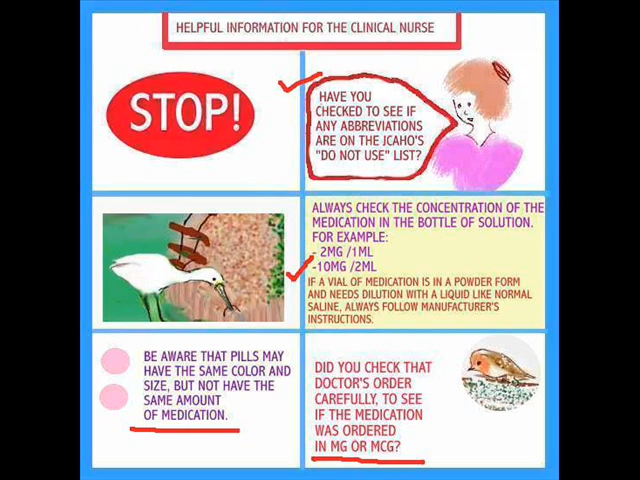 HELPFUL INFORMATION FOR THE CLINICAL NURSE
STOP!
HAVE YOU
CHECKED TO SEE IF
ANY ABBREVIATIONS
ARE ON THE JCAHO'S
"DO NOT USE" LIST?
ALWAYS CHECK THE CONCENTRATION OF THE
MEDICATION IN THE BOTTLE OF SOLUTION.
FOR EXAMPLE:
- 2MG /1ML
-10MG /2ML
IF A VIAL OF MEDICATION IS IN A POWDER FORM
AND NEEDS DILUTION WITH A LIQUID LIKE NORMAL
SALINE, ALWAYS FOLLOW MANUFACTURER'S
INSTRUCTIONS.
BE AWARE THAT PILLS MAY
HAVE THE SAME COLOR AND
SIZE, BUT NOT HAVE THE
SAME AMOUNT
OF MEDICATION.
DID YOU CHECK THAT
DOCTOR'S ORDER
CAREFULLY, TO SEE
IF THE MEDICATION
WAS ORDERED
IN MG OR MCG?